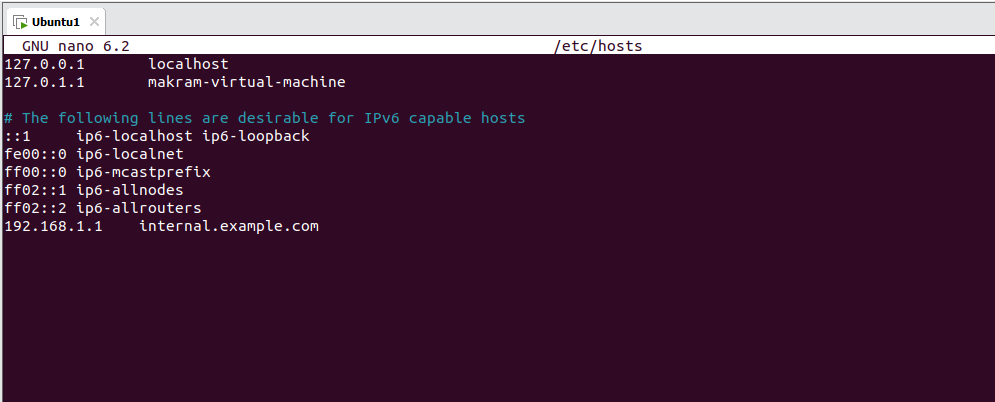 Ubuntu1
GNU nano 6.2 /etc/hosts
127.0.0.1 localhost
127.0.1.1 makram-virtual-machine
# The following lines are desirable for IPv6 capable hosts
::1 ip6-localhost ip6-loopback
fe00::0 ip6-localnet
ff00::0 ip6-mcastprefix
ff02::1 ip6-allnodes
ff02::2 ip6-allrouters
192.168.1.1 internal.example.com